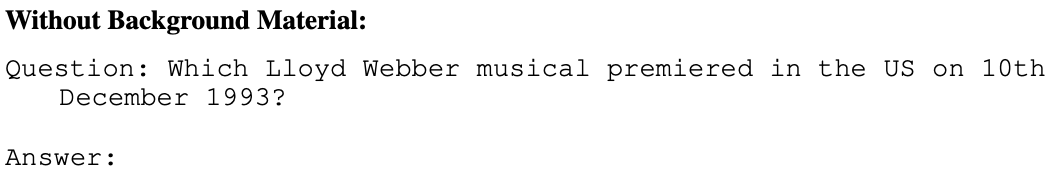 Without Background Material:
Question: Which Lloyd Webber musical premiered in the US on 10th
December 1993?
Answer: